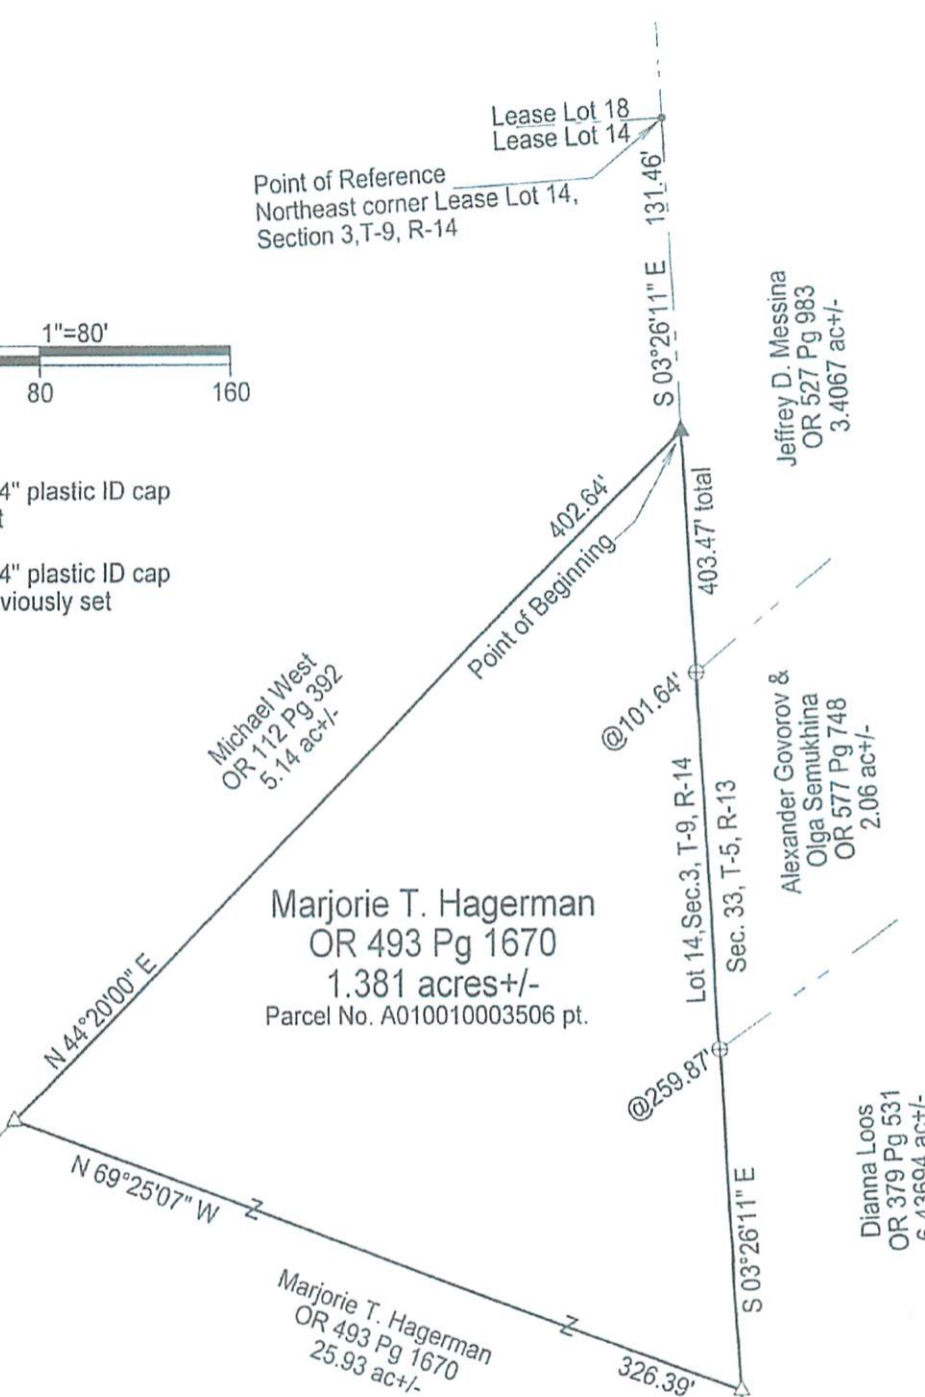 Lease Lot 18
Lease Lot 14
Point of Reference
Northeast corner Lease Lot 14,
Section 3,T-9, R-14
S 03°26'11" E 131.46'
1"=80'
80 160
4" plastic ID cap
4" plastic ID cap
viously set
Jeffrey D. Messina
OR 527 Pg 983
3.4067 ac+/-
402.64'
Point of Beginning
403.47' total
@101.64'
Michael West
OR 112 Pg 392
5.14 ac+/-
Alexander Govorov &
Olga Semukhina
OR 577 Pg 748
2.06 ac+/-
Lot 14,Sec.3, T-9, R-14
Sec. 33, T-5, R-13
Marjorie T. Hagerman
OR 493 Pg 1670
1.381 acres+/-
Parcel No. A010010003506 pt.
N 44°20'00" E
@259.87'
Dianna Loos
OR 379 Pg 531
6.43694 ac+/-
N 69°25'07" W
Z
S 03°26'11" E
Marjorie T. Hagerman
OR 493 Pg 1670
25.93 ac+/-
Z
326.39'